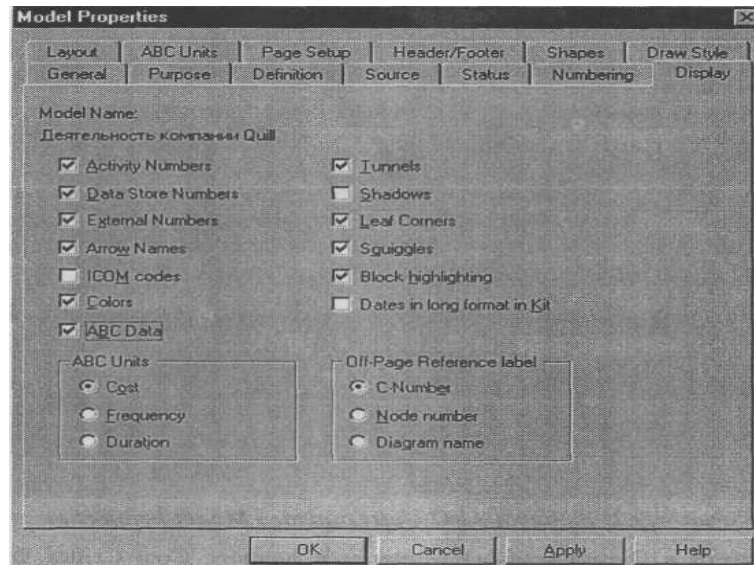 Model Properties
Layout ABC Units Page Setup Header/Footer Shapes Draw Style
General Purpose Definition Source Status Numbering Display
Model Name:
Деятельность компании Quill
Activity Numbers Tunnels
Data Store Numbers Shadows
External Numbers Leaf Corners
Arrow Names Squiggles
ICOM codes Block highlighting
Colors Dates in long format in Kit
ABC Data
ABC Units Off-Page Reference label
Cost C-Number
Frequency Node number
Duration Diagram name
OK Cancel Apply Help